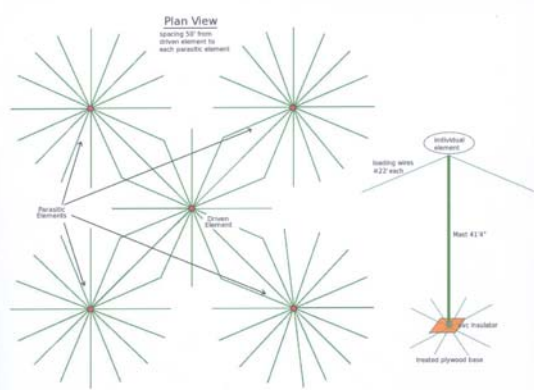 Plan View
spacing 50' from
driven element to
each parasitic element
Parasitic
Elements
Driven
Element
Individual
element
loading wires
Mast 41'4"
insulator
treated plywood base